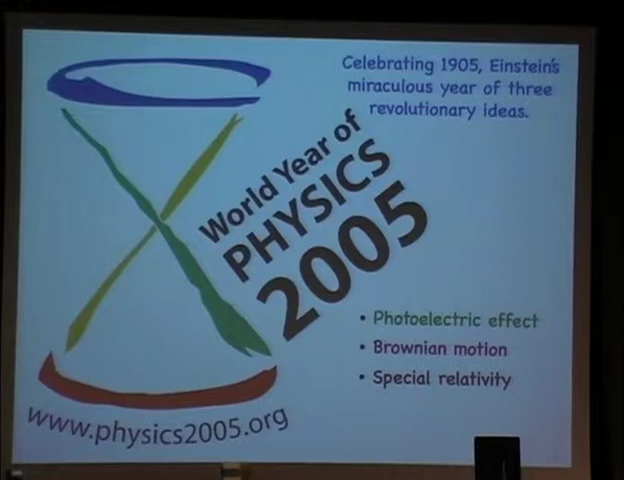 Celebrating 1905, Einstein's
miraculous year of three
revolutionary ideas.
World Year of
PHYSICS
2005
• Photoelectric effect
• Brownian motion
• Special relativity
www.physics2005.org